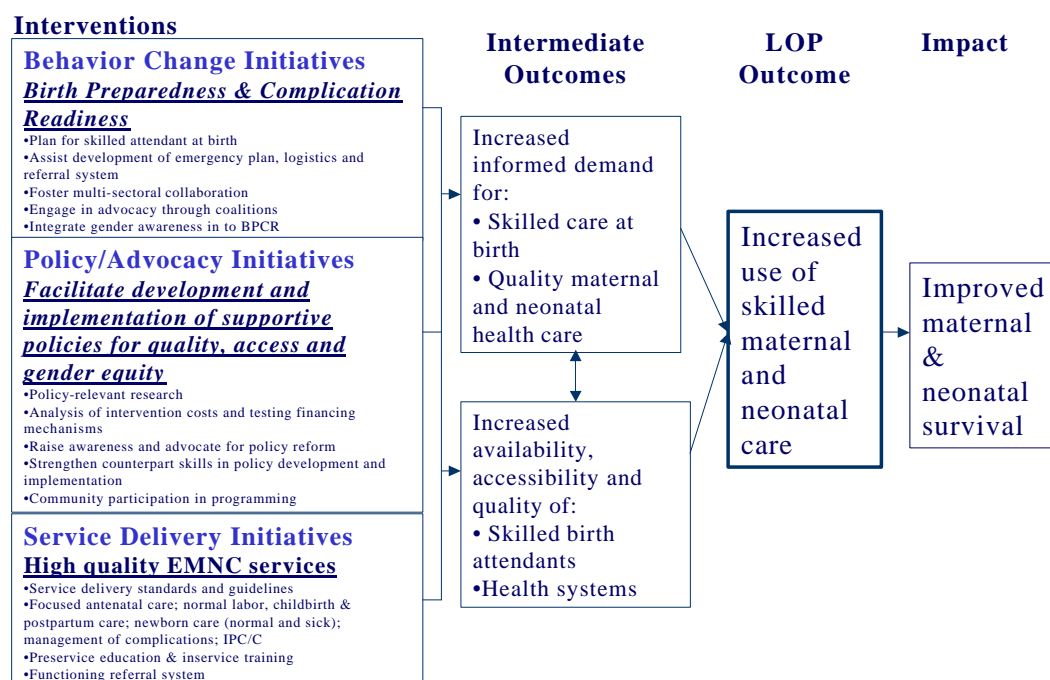 Interventions
Behavior Change Initiatives
Birth Preparedness & Complication
Readiness
•Plan for skilled attendant at birth
•Assist development of emergency plan, logistics and
referral system
•Foster multi-sectoral collaboration
•Engage in advocacy through coalitions
•Integrate gender awareness in to BPCR
Policy/Advocacy Initiatives
Facilitate development and
implementation of supportive
policies for quality, access and
gender equity
•Policy-relevant research
•Analysis of intervention costs and testing financing
mechanisms
•Raise awareness and advocate for policy reform
•Strengthen counterpart skills in policy development and
implementation
•Community participation in programming
Service Delivery Initiatives
High quality EMNC services
•Service delivery standards and guidelines
•Focused antenatal care; normal labor, childbirth &
postpartum care; newborn care (normal and sick);
management of complications; IPC/C
•Preservice education & inservice training
•Functioning referral system
Intermediate
Outcomes
Increased
informed demand
for:
• Skilled care at
birth
• Quality maternal
and neonatal
health care
Increased
availability,
accessibility and
quality of:
• Skilled birth
attendants
•Health systems
LOP
Outcome
Increased
use of
skilled
maternal
and
neonatal
care
Impact
Improved
maternal
&
neonatal
survival